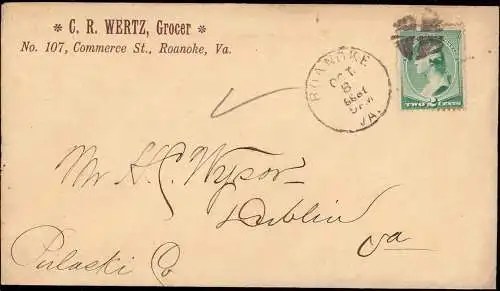 * C. R. WERTZ, Grocer *
No. 107, Commerce St., Roanoke, Va.
ROANOKE
OCT
8
VA.
TWO 2 CENTS
Mr H. C. Wysor
Dublin
Va
Pulaski Co